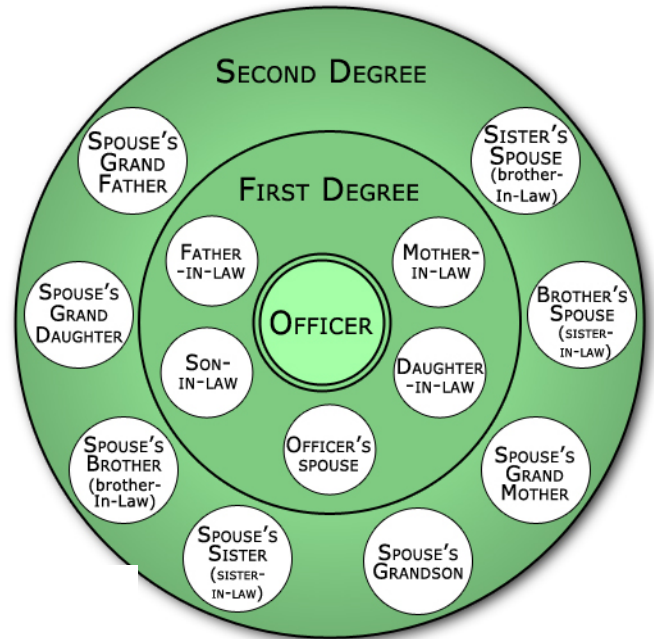 SECOND DEGREE
SPOUSE'S
GRAND
FATHER
SISTER'S
SPOUSE
(brother-
In-Law)
FIRST DEGREE
FATHER
-IN-LAW
MOTHER-
IN-LAW
SPOUSE'S
GRAND
DAUGHTER
OFFICER
BROTHER'S
SPOUSE
(SISTER-
IN-LAW)
SON-
IN-LAW
DAUGHTER
-IN-LAW
SPOUSE'S
BROTHER
(brother-
In-Law)
OFFICER'S
SPOUSE
SPOUSE'S
GRAND
MOTHER
SPOUSE'S
SISTER
(SISTER-
IN-LAW)
SPOUSE'S
GRANDSON